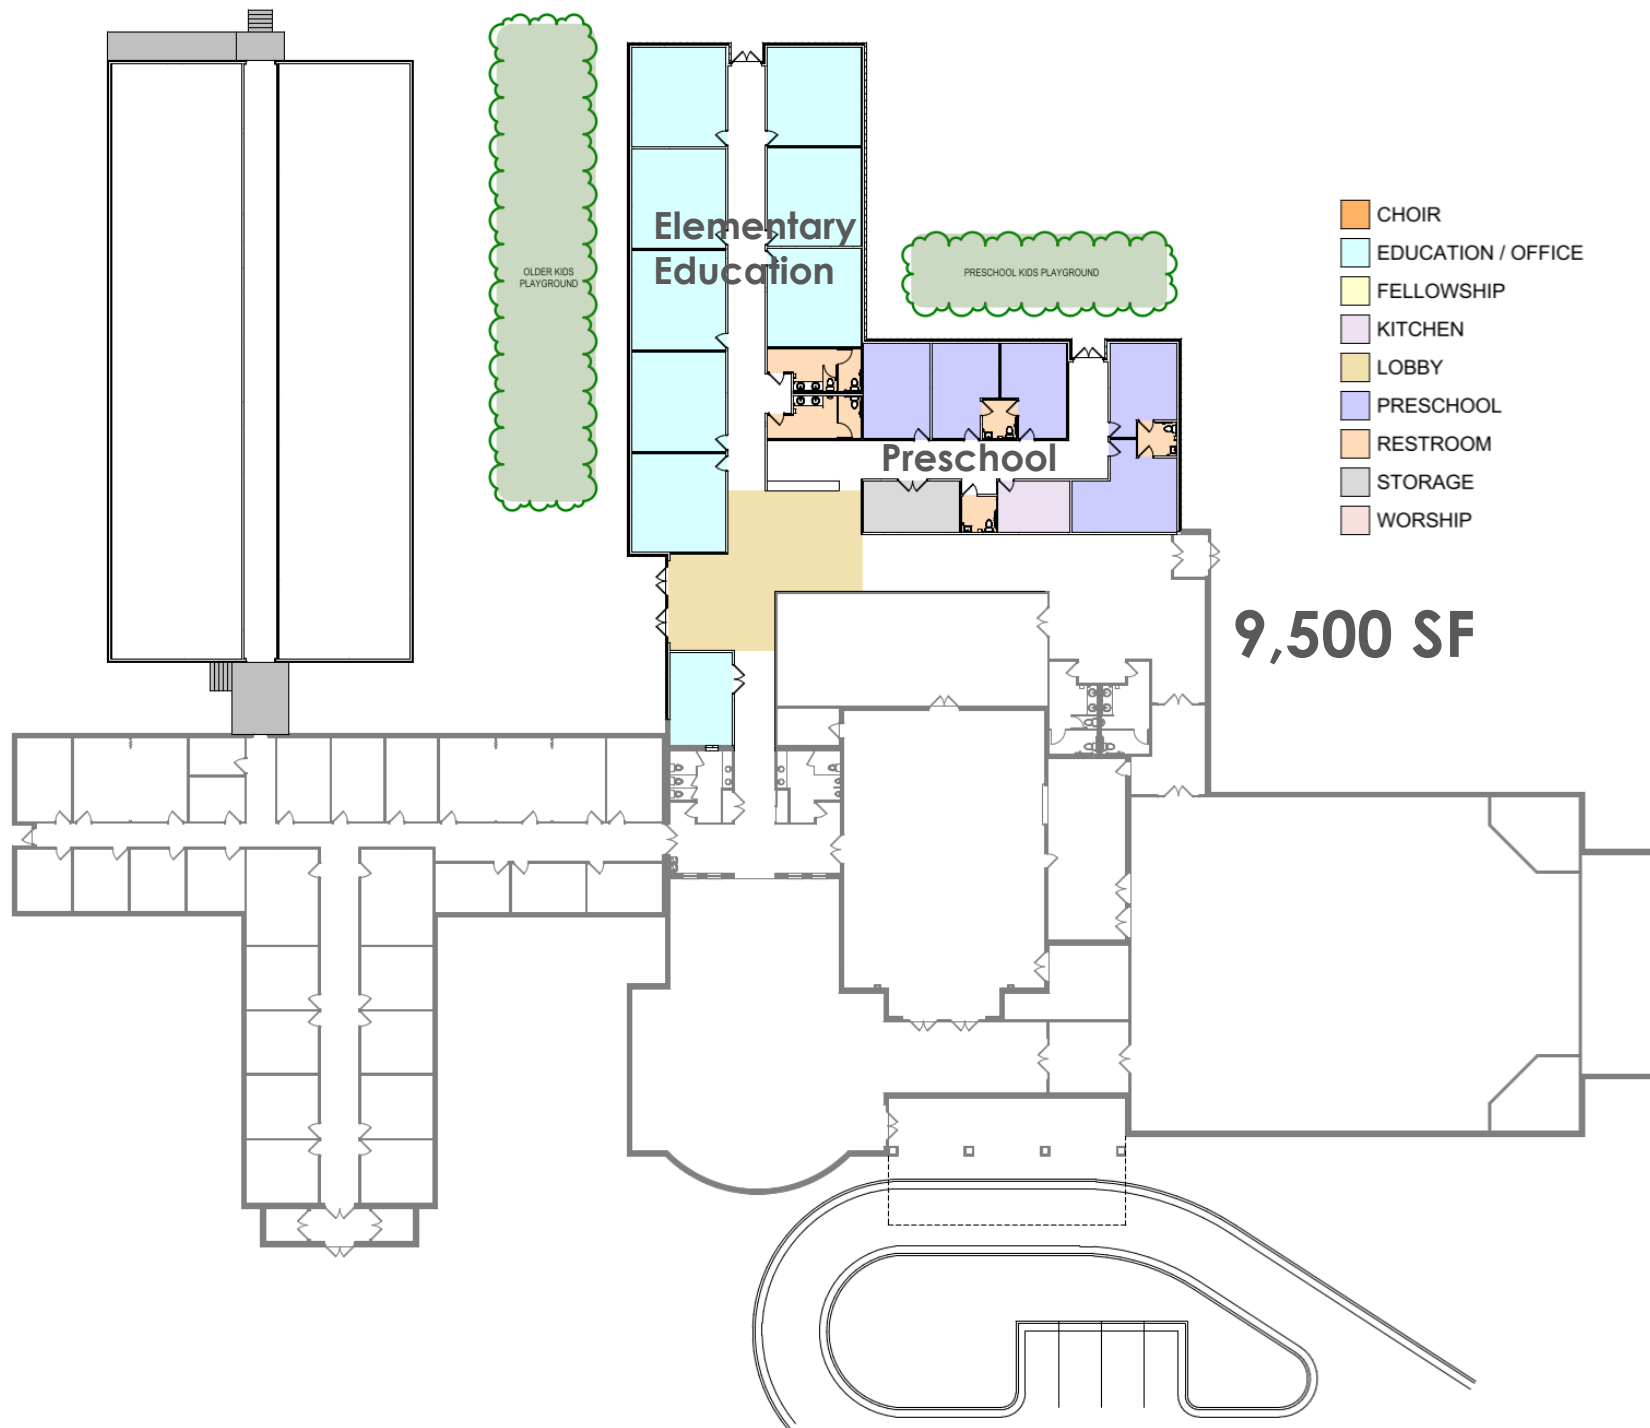 Elementary
Education
OLDER KIDS
PLAYGROUND
PRESCHOOL KIDS PLAYGROUND
Preschool
CHOIR
EDUCATION / OFFICE
FELLOWSHIP
KITCHEN
LOBBY
PRESCHOOL
RESTROOM
STORAGE
WORSHIP
9,500 SF